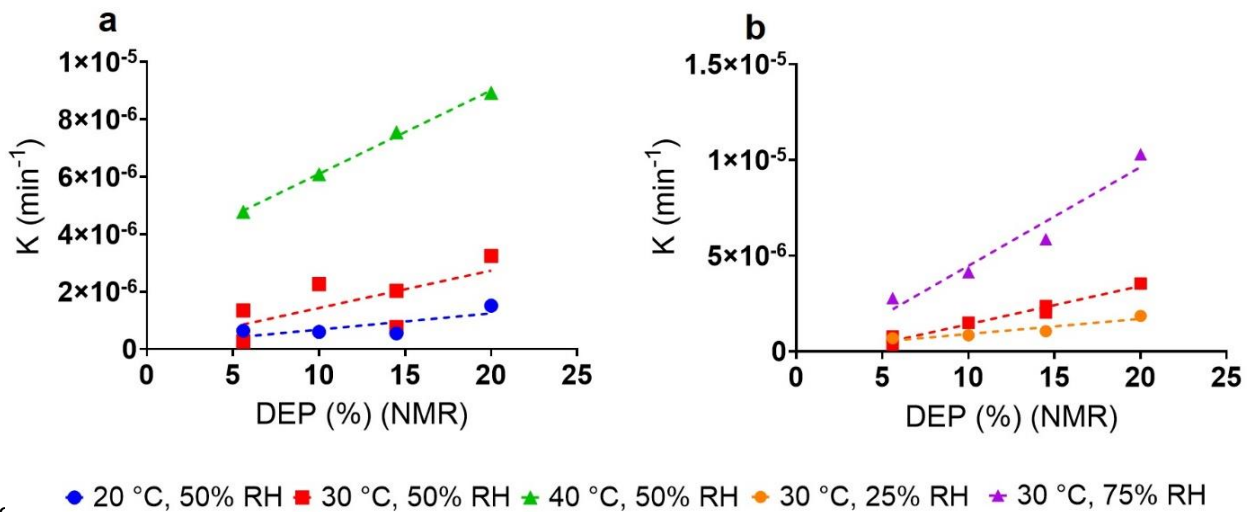 a
1×10⁻⁵
8×10⁻⁶
6×10⁻⁶
4×10⁻⁶
2×10⁻⁶
0
K (min⁻¹)
0 5 10 15 20 25
DEP (%) (NMR)
b
1.5×10⁻⁵
1×10⁻⁵
5×10⁻⁶
0
K (min⁻¹)
0 5 10 15 20 25
DEP (%) (NMR)
20 °C, 50% RH 30 °C, 50% RH 40 °C, 50% RH 30 °C, 25% RH 30 °C, 75% RH